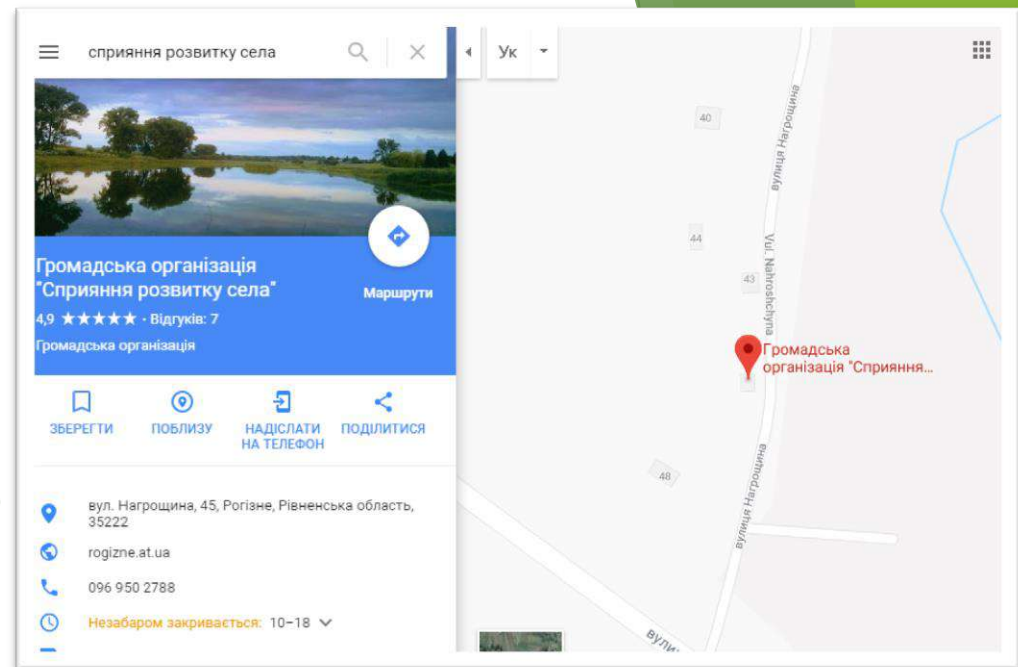 сприяння розвитку села
Ук
Громадська організація
"Сприяння розвитку села"
4,9 ★★★★★ · Відгуків: 7
Громадська організація
Маршрути
ЗБЕРЕГТИ
ПОБЛИЗУ
НАДІСЛАТИ
НА ТЕЛЕФОН
ПОДІЛИТИСЯ
вул. Нагрощина, 45, Рогізне, Рівненська область,
35222
rogizne.at.ua
096 950 2788
Незабаром закривається: 10–18
40
вулиця Нагрощина
44
Vul. Nahroshchyna
43
Громадська
організація "Сприяння...
48
вулиця Нагрощина